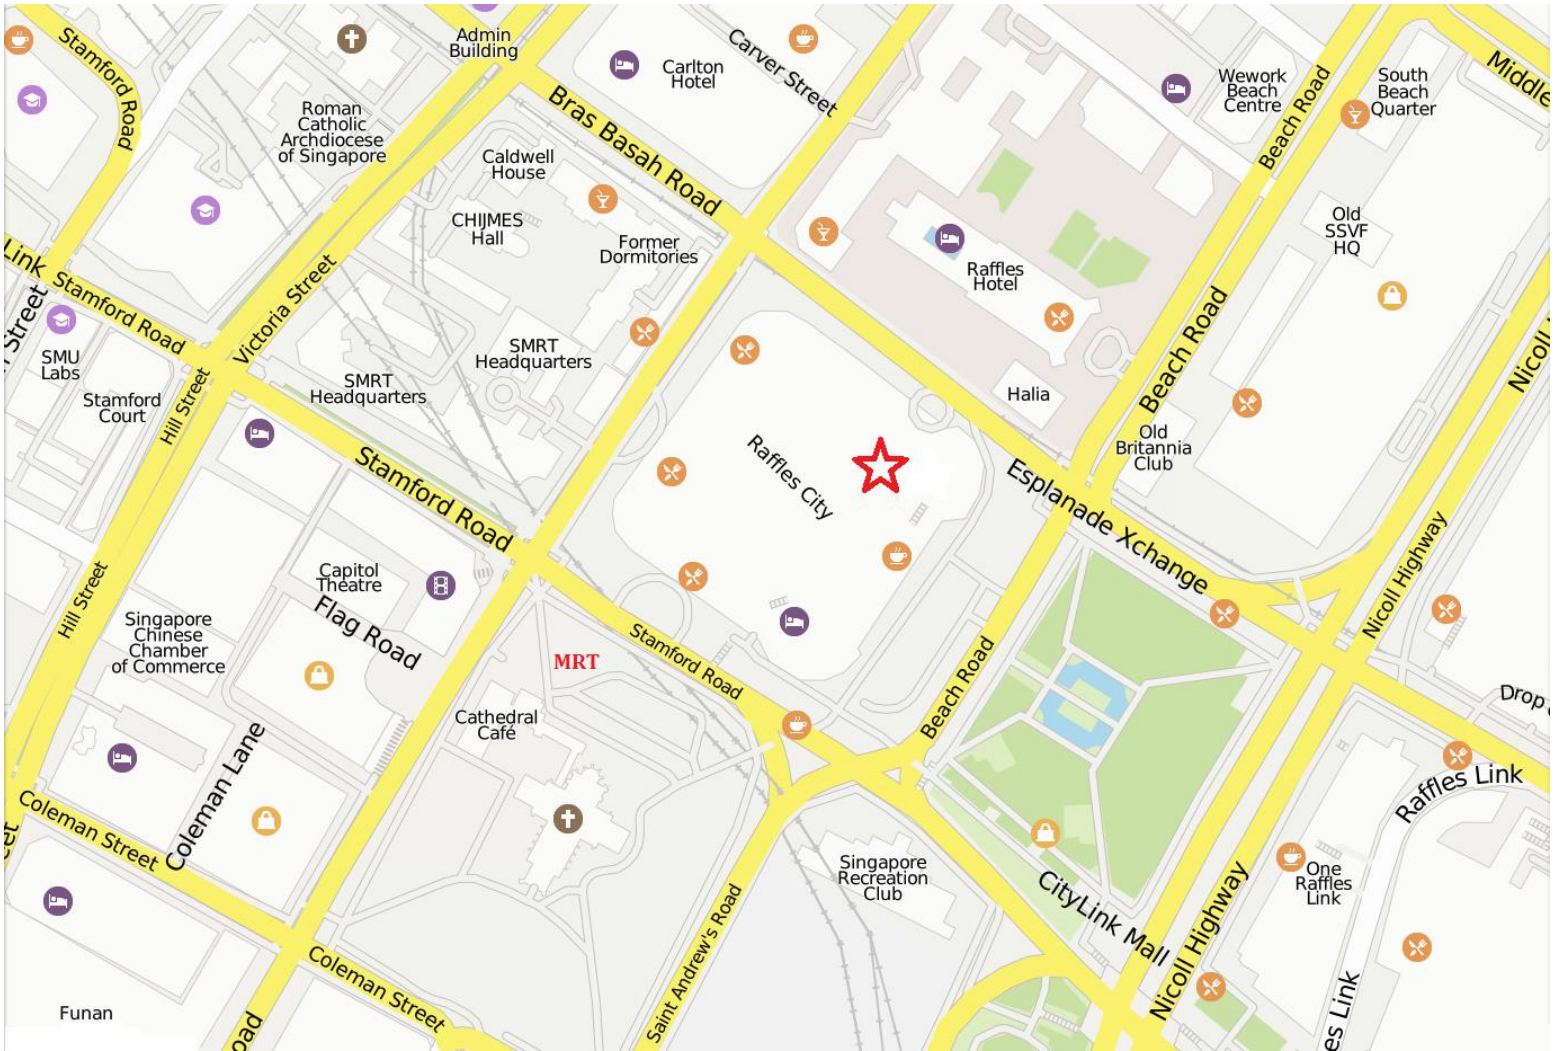 Stamford Road
Admin
Building
Carver Street
Carlton
Hotel
Wework
Beach
Centre
South
Beach
Quarter
Middle
Beach Road
Roman
Catholic
Archdiocese
of Singapore
Bras Basah Road
Caldwell
House
CHIJMES
Hall
Former
Dormitories
Old
SSVF
HQ
Raffles
Hotel
Link
Stamford Road
Victoria Street
Street
SMU
Labs
Stamford
Court
Hill Street
SMRT
Headquarters
SMRT
Headquarters
Beach Road
Nicoll
Halia
Old
Britannia
Club
Raffles City
Stamford Road
Esplanade Xchange
Nicoll Highway
Capitol
Theatre
Flag Road
Hill Street
Singapore
Chinese
Chamber
of Commerce
MRT
Stamford Road
Beach Road
Drop
Cathedral
Café
Coleman Lane
Raffles Link
Coleman Street
Singapore
Recreation
Club
One
Raffles
Link
CityLink Mall
Nicoll Highway
Saint Andrew's Road
Coleman Street
Funan
Link